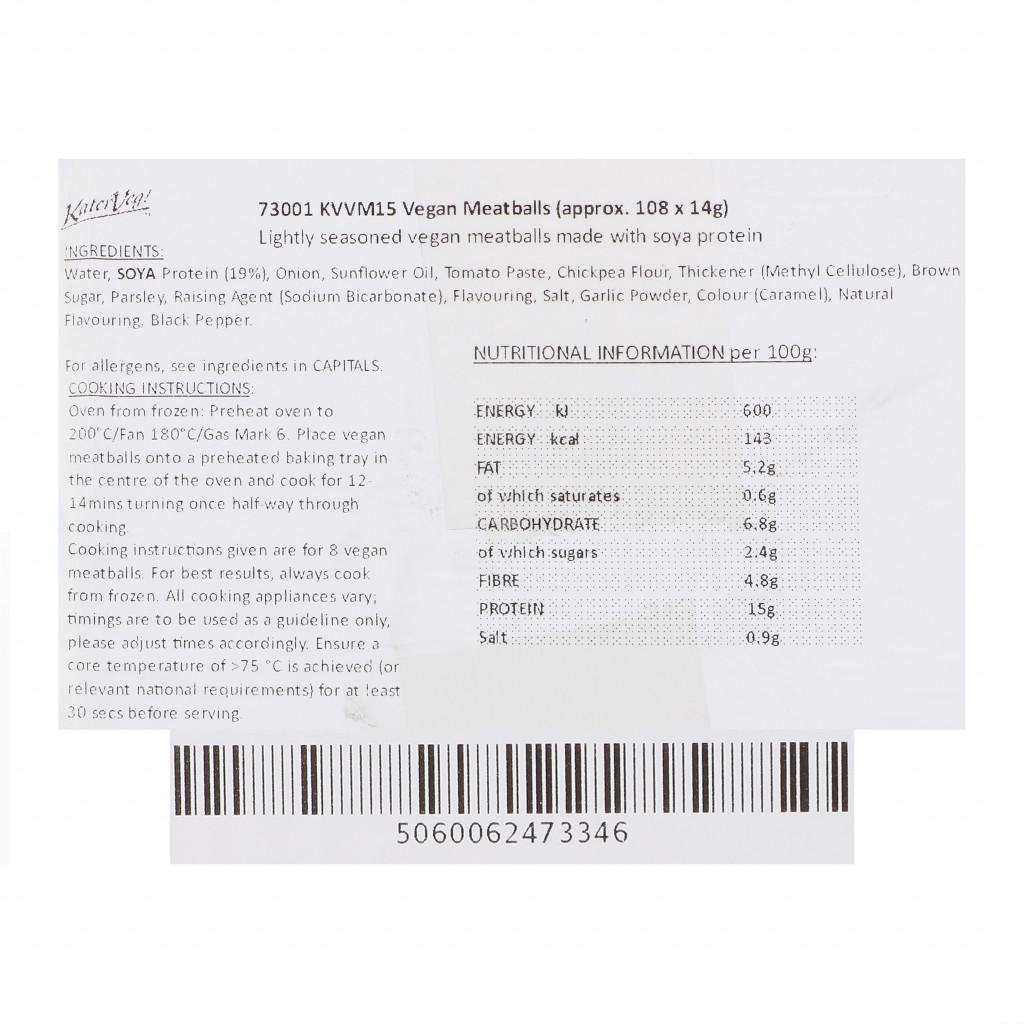 KaterVeg!
73001 KVVM15 Vegan Meatballs (approx. 108 x 14g)
Lightly seasoned vegan meatballs made with soya protein
INGREDIENTS:
Water, SOYA Protein (19%), Onion, Sunflower Oil, Tomato Paste, Chickpea Flour, Thickener (Methyl Cellulose), Brown
Sugar, Parsley, Raising Agent (Sodium Bicarbonate), Flavouring, Salt, Garlic Powder, Colour (Caramel), Natural
Flavouring, Black Pepper.
For allergens, see ingredients in CAPITALS.
COOKING INSTRUCTIONS:
Oven from frozen: Preheat oven to
200°C/Fan 180°C/Gas Mark 6. Place vegan
meatballs onto a preheated baking tray in
the centre of the oven and cook for 12-
14mins turning once half-way through
cooking.
Cooking instructions given are for 8 vegan
meatballs. For best results, always cook
from frozen. All cooking appliances vary;
timings are to be used as a guideline only,
please adjust times accordingly. Ensure a
core temperature of >75 °C is achieved (or
relevant national requirements) for at least
30 secs before serving.
NUTRITIONAL INFORMATION per 100g:
ENERGY kJ 600
ENERGY kcal 143
FAT 5.2g
of which saturates 0.6g
CARBOHYDRATE 6.8g
of which sugars 2.4g
FIBRE 4.8g
PROTEIN 15g
Salt 0.9g
5060062473346